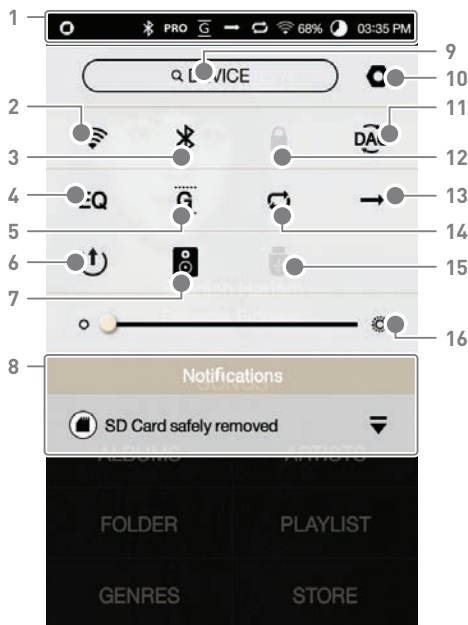 1
PRO G 68% 03:35 PM
9
DEVICE
10
2
11
DAC
3
12
4
EQ
G
13
5
14
6
7
15
16
8
Notifications
SONGS
SD Card safely removed
ALBUMS ARTISTS
FOLDER PLAYLIST
GENRES STORE